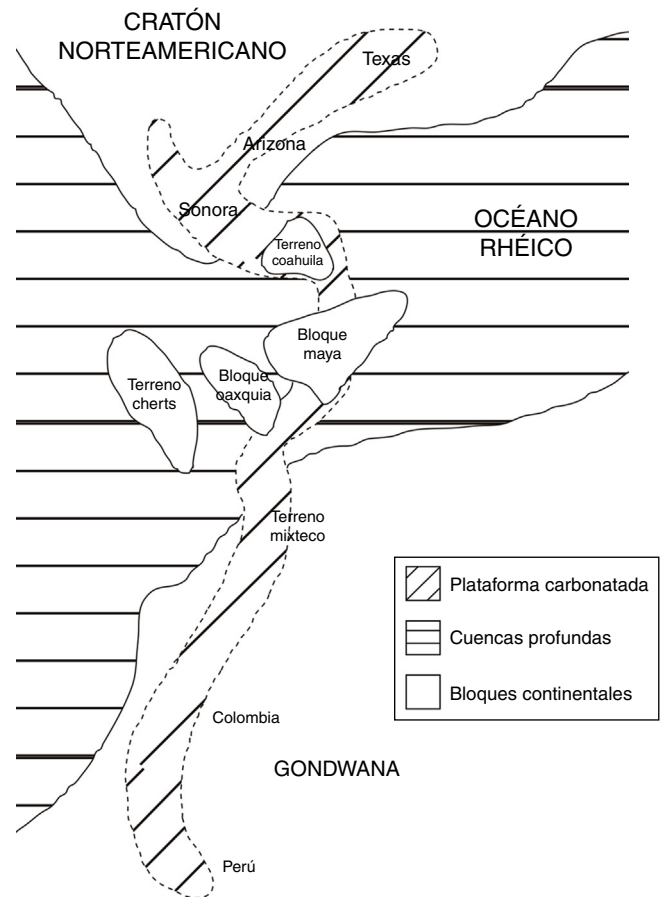 CRATÓN
NORTEAMERICANO
Texas
Arizona
Sonora
OCÉANO
RHÉICO
Terreno
coahuila
Bloque
maya
Terreno
cherts
Bloque
oaxquia
Terreno
mixteco
Plataforma carbonatada
Cuencas profundas
Bloques continentales
Colombia
GONDWANA
Perú